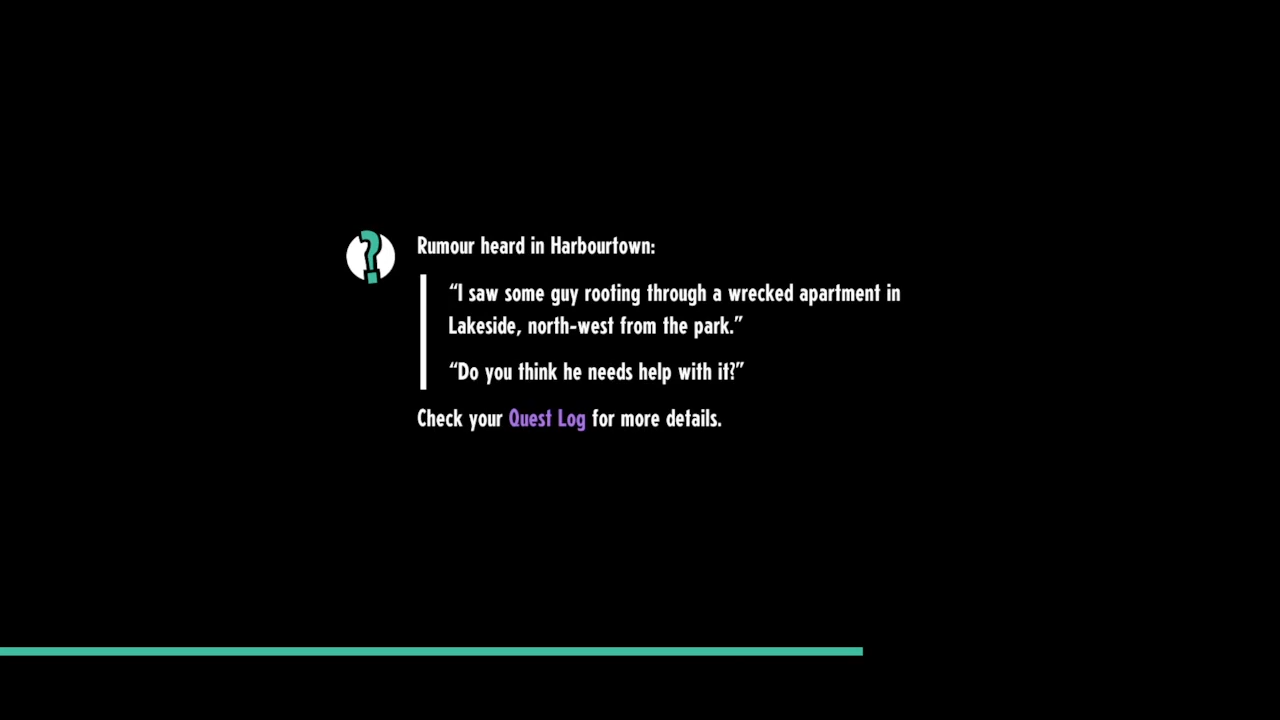 Rumour heard in Harbourtown:
“I saw some guy rooting through a wrecked apartment in
Lakeside, north-west from the park.”
“Do you think he needs help with it?”
Check your Quest Log for more details.